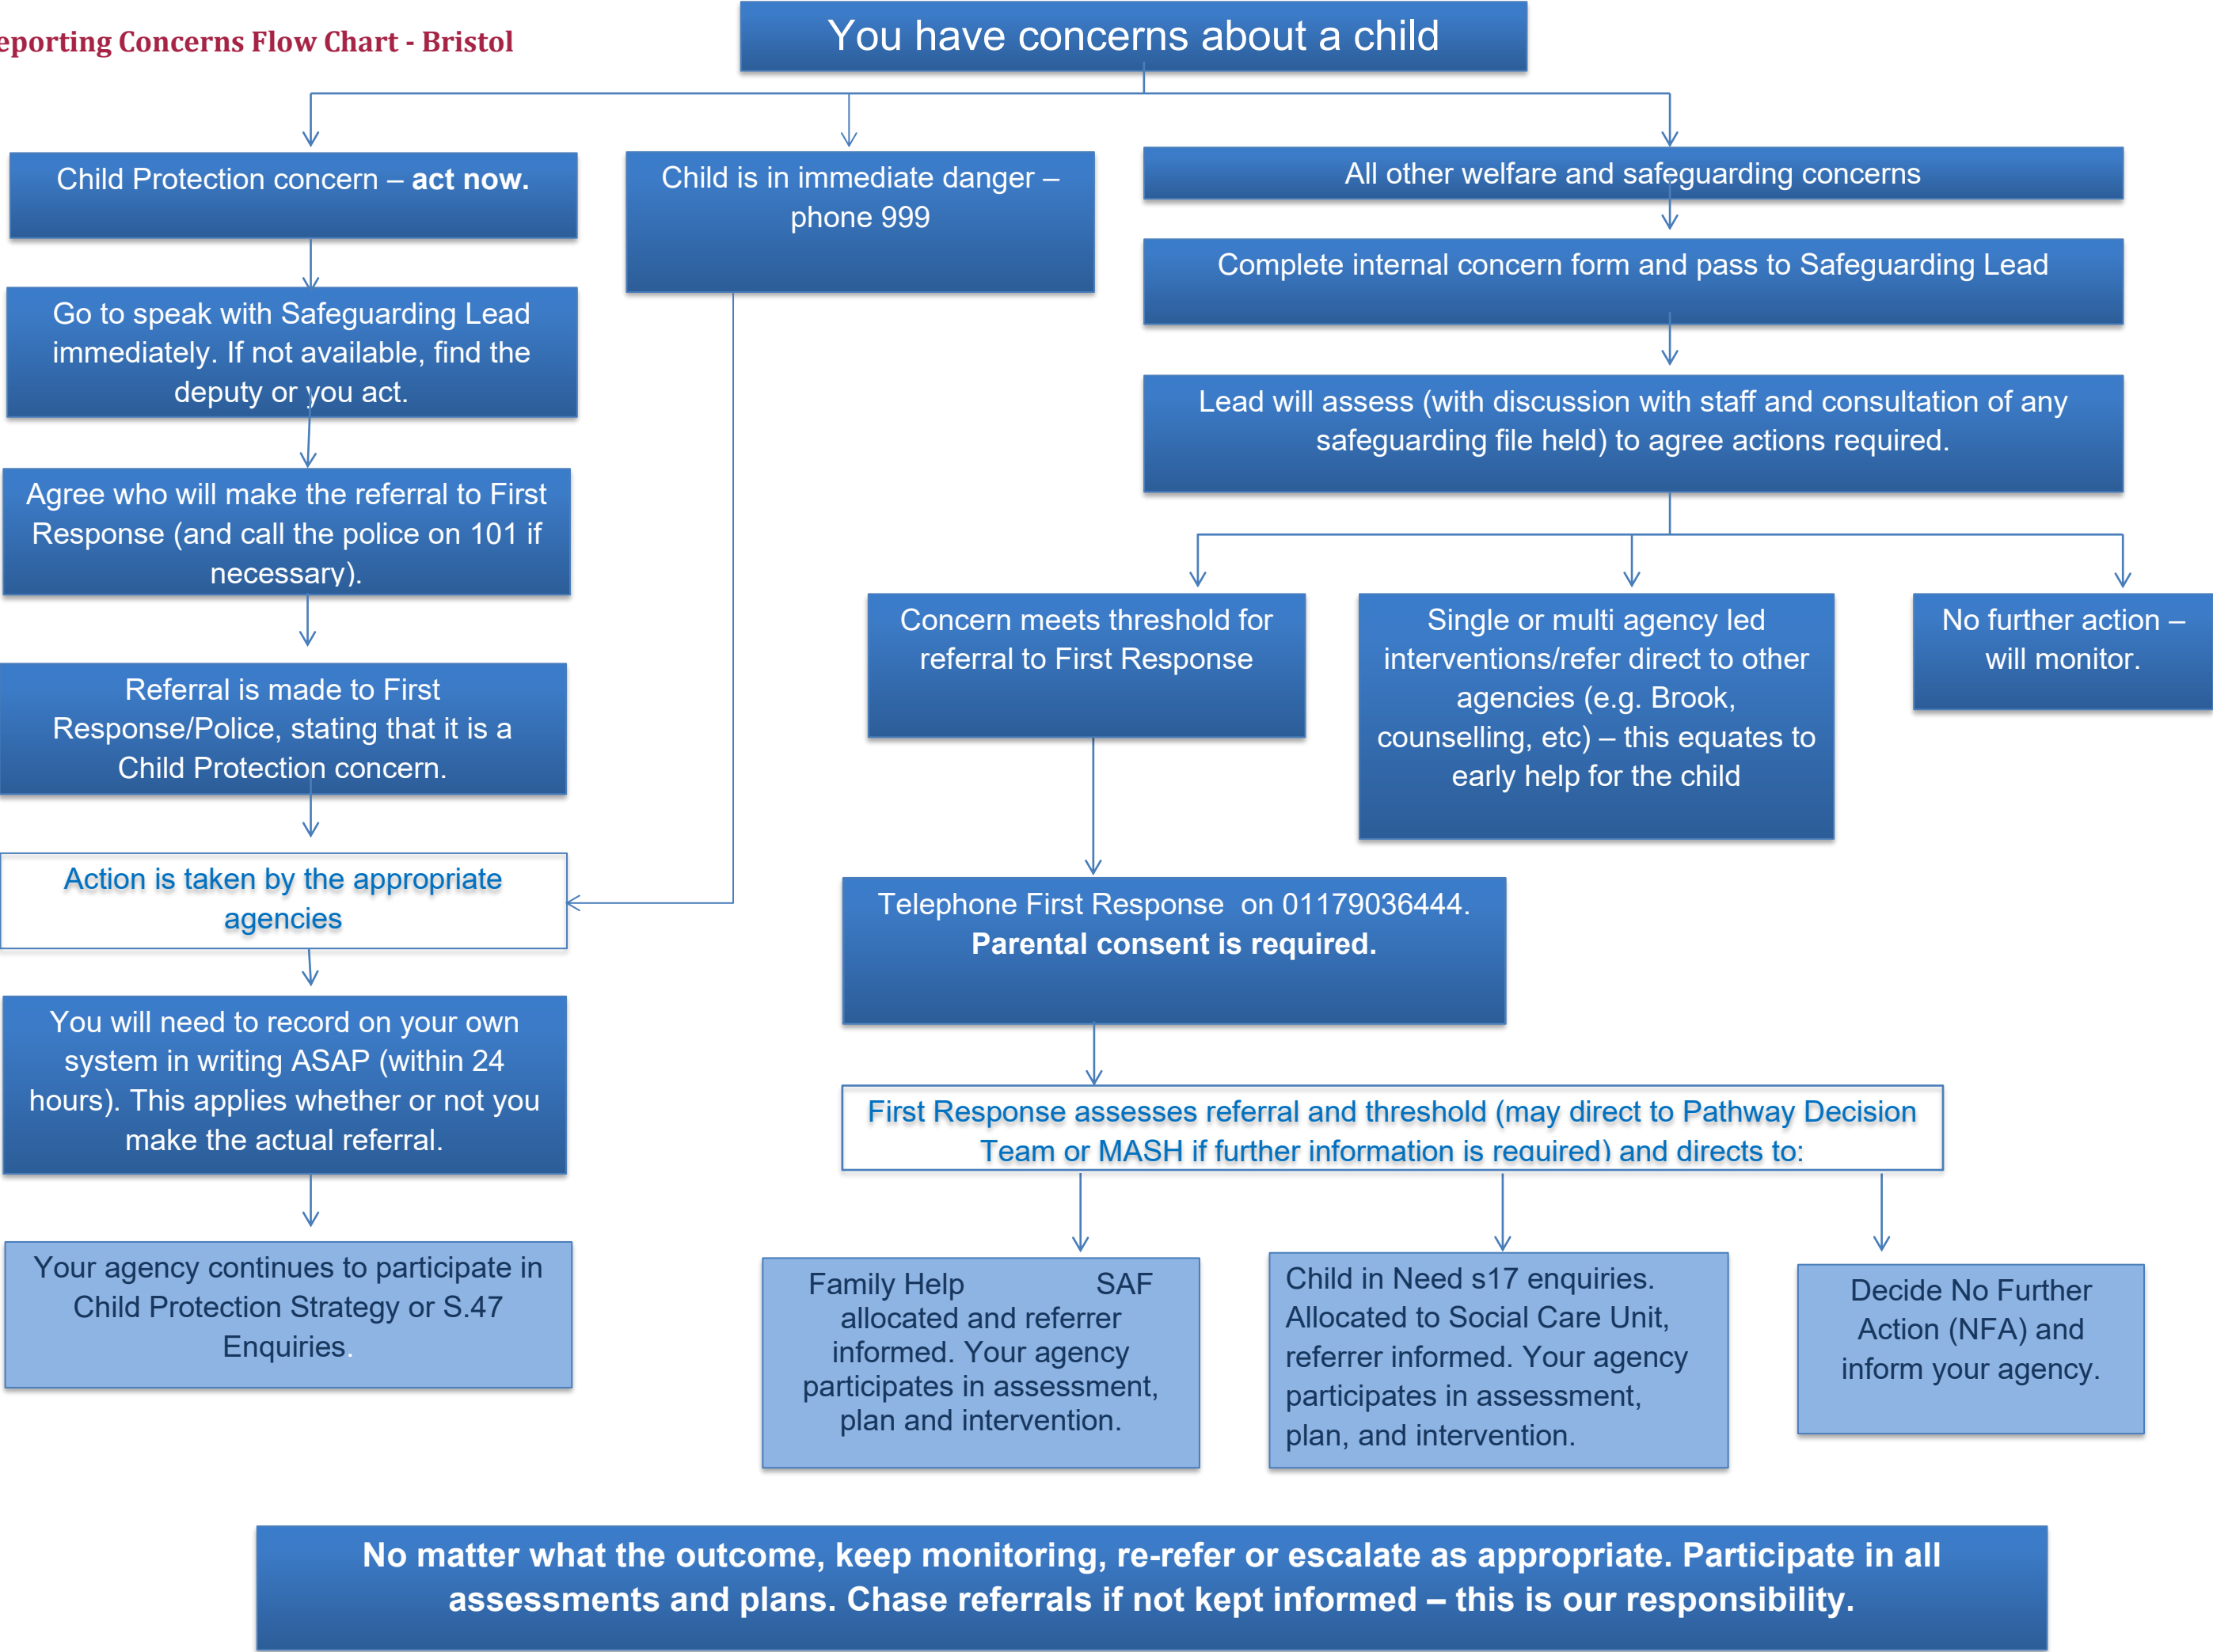 eporting Concerns Flow Chart - Bristol
You have concerns about a child
Child Protection concern – act now.
Go to speak with Safeguarding Lead
immediately. If not available, find the
deputy or you act.
Agree who will make the referral to First
Response (and call the police on 101 if
necessary).
Referral is made to First
Response/Police, stating that it is a
Child Protection concern.
Action is taken by the appropriate
agencies
You will need to record on your own
system in writing ASAP (within 24
hours). This applies whether or not you
make the actual referral.
Your agency continues to participate in
Child Protection Strategy or S.47
Enquiries.
Child is in immediate danger –
phone 999
All other welfare and safeguarding concerns
Complete internal concern form and pass to Safeguarding Lead
Lead will assess (with discussion with staff and consultation of any
safeguarding file held) to agree actions required.
Concern meets threshold for
referral to First Response
Single or multi agency led
interventions/refer direct to other
agencies (e.g. Brook,
counselling, etc) – this equates to
early help for the child
No further action –
will monitor.
Telephone First Response  on 01179036444.
Parental consent is required.
First Response assesses referral and threshold (may direct to Pathway Decision
Team or MASH if further information is required) and directs to:
Family Help SAF
allocated and referrer
informed. Your agency
participates in assessment,
plan and intervention.
Child in Need s17 enquiries.
Allocated to Social Care Unit,
referrer informed. Your agency
participates in assessment,
plan, and intervention.
Decide No Further
Action (NFA) and
inform your agency.
No matter what the outcome, keep monitoring, re-refer or escalate as appropriate. Participate in all
assessments and plans. Chase referrals if not kept informed – this is our responsibility.